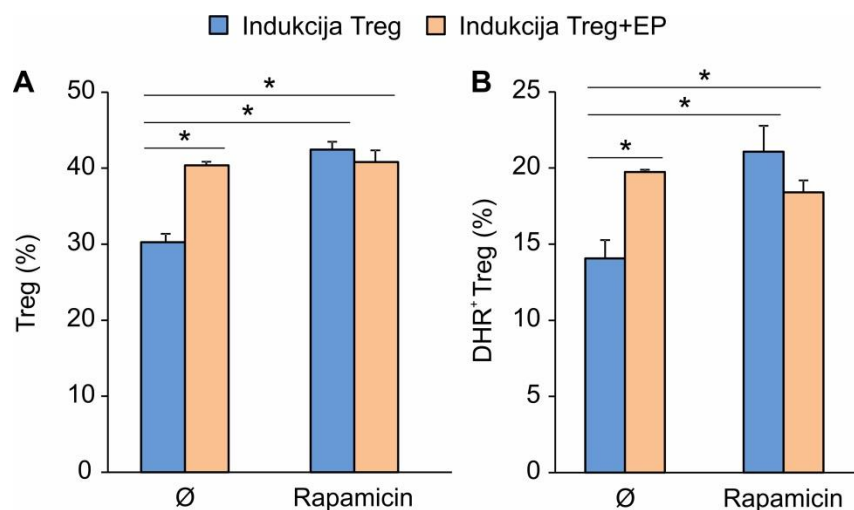 Indukcija Treg Indukcija Treg+EP
A
*
*
*
Treg (%)
50
40
30
20
10
0
Ø Rapamicin
B
*
*
*
DHR⁺Treg (%)
25
20
15
10
5
0
Ø Rapamicin